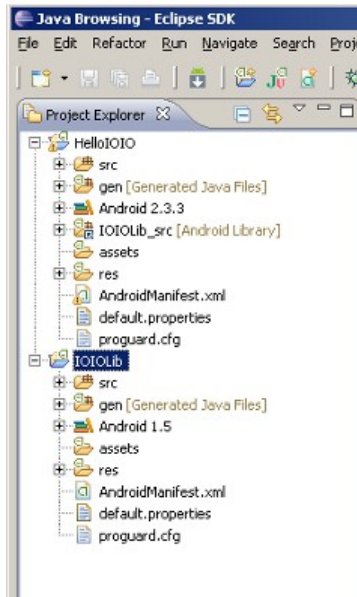 Java Browsing - Eclipse SDK
File Edit Refactor Run Navigate Search Proj
Project Explorer
HelloIOIO
src
gen [Generated Java Files]
Android 2.3.3
IOIOLib_src [Android Library]
assets
res
AndroidManifest.xml
default.properties
proguard.cfg
IOIOLib
src
gen [Generated Java Files]
Android 1.5
assets
res
AndroidManifest.xml
default.properties
proguard.cfg